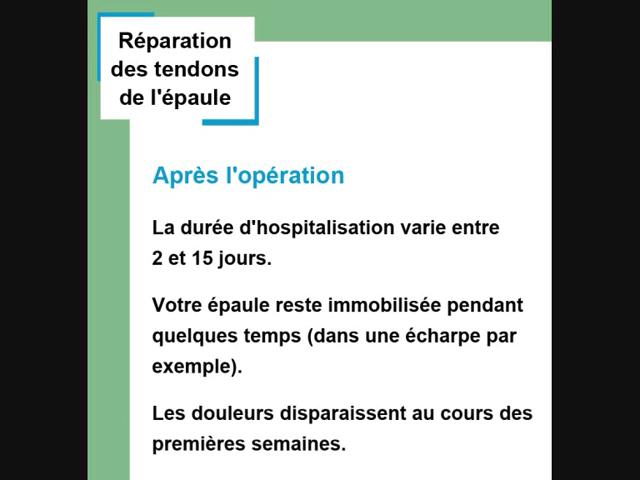 Réparation
des tendons
de l'épaule
Après l'opération
La durée d'hospitalisation varie entre
2 et 15 jours.
Votre épaule reste immobilisée pendant
quelques temps (dans une écharpe par
exemple).
Les douleurs disparaissent au cours des
premières semaines.